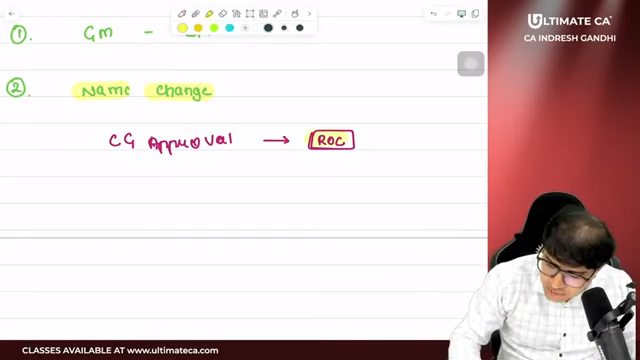 ULTIMATE CA
CA INDRESH GANDHI
①. GM -
②. Name Change
CG Approval → ROC
CLASSES AVAILABLE AT www.ultimateca.com